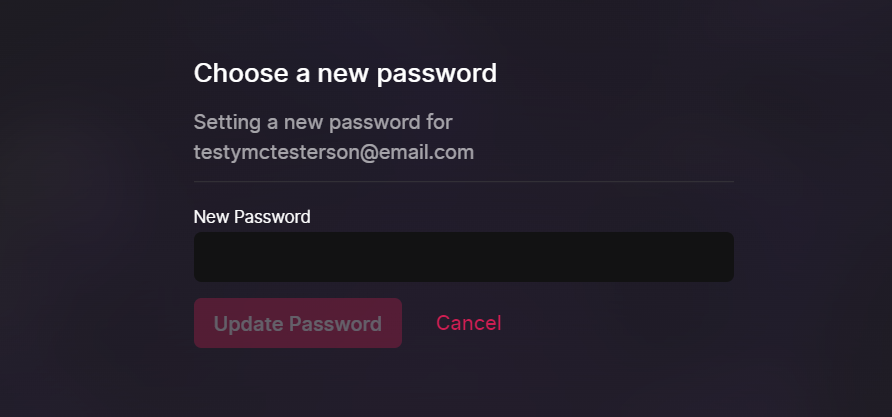 Choose a new password
Setting a new password for
testymctesterson@email.com
New Password
Update Password
Cancel